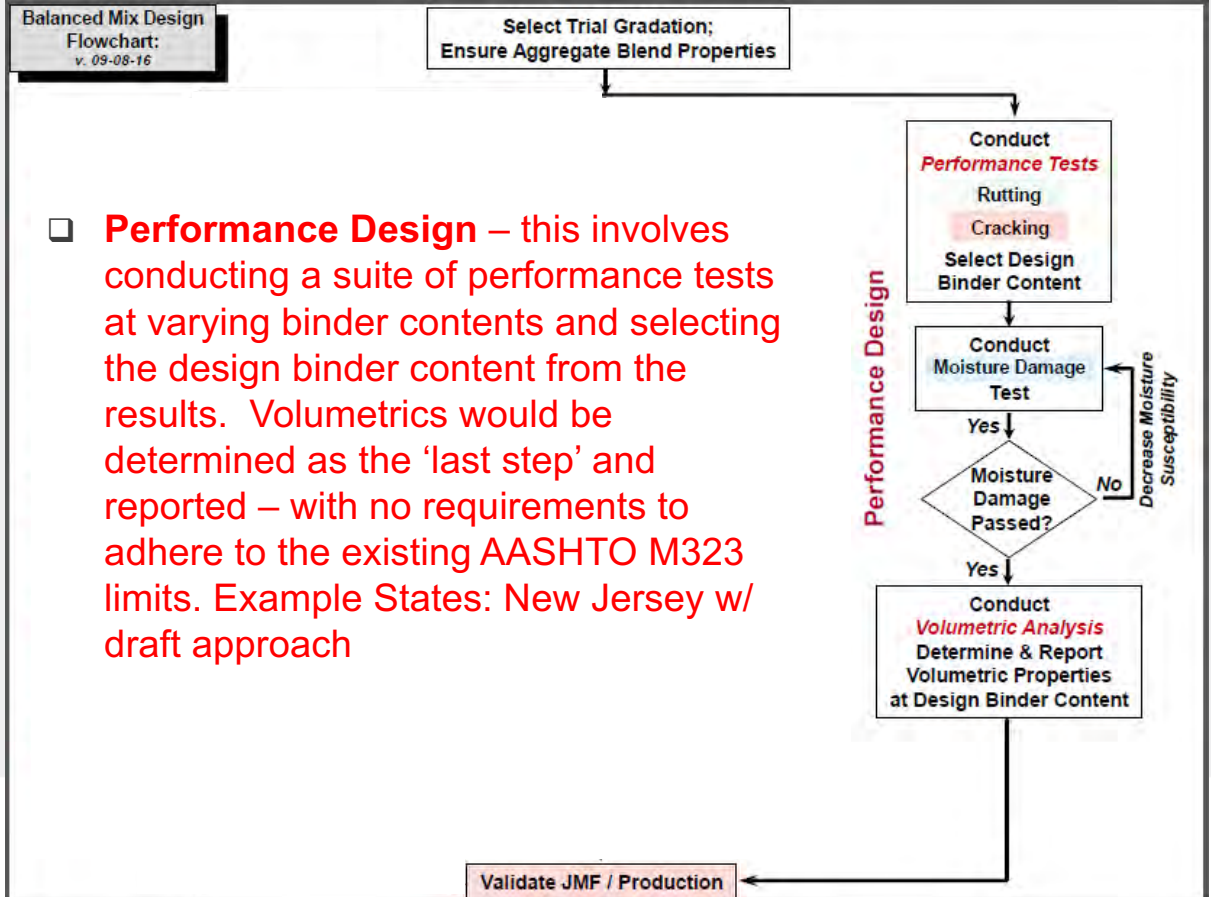 Balanced Mix Design
Flowchart:
v. 09-08-16
Select Trial Gradation;
Ensure Aggregate Blend Properties
❑ Performance Design – this involves
conducting a suite of performance tests
at varying binder contents and selecting
the design binder content from the
results.  Volumetrics would be
determined as the ‘last step’ and
reported – with no requirements to
adhere to the existing AASHTO M323
limits. Example States: New Jersey w/
draft approach
Performance Design
Conduct
Performance Tests
Rutting
Cracking
Select Design
Binder Content
Conduct
Moisture Damage
Test
Yes
Moisture
Damage
Passed?
No
Decrease Moisture
Susceptibility
Yes
Conduct
Volumetric Analysis
Determine & Report
Volumetric Properties
at Design Binder Content
Validate JMF / Production